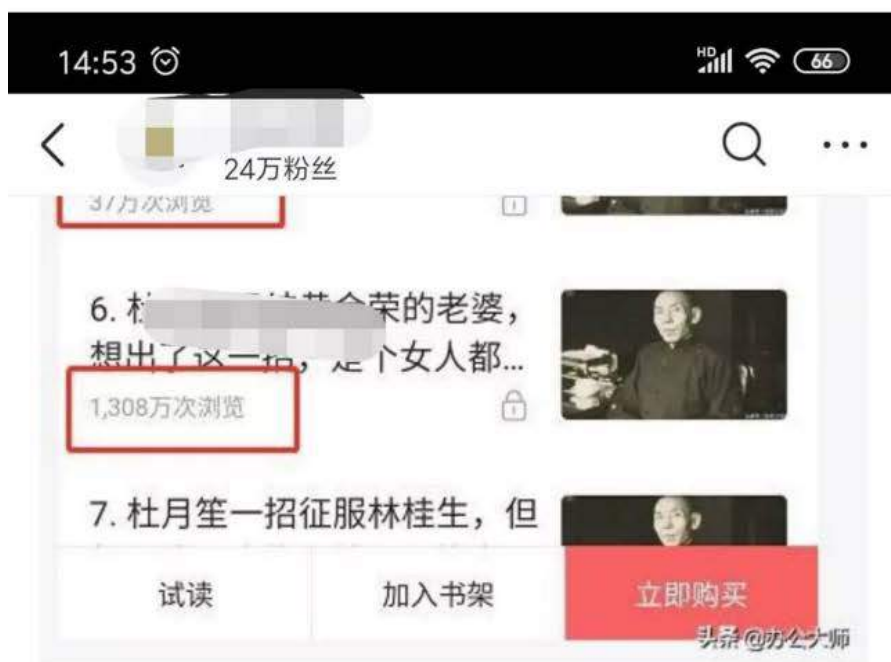 14:53
HD
66
24万粉丝
37万次浏览
6. 杜
荣的老婆，
想出了这一招，是个女人都...
1,308万次浏览
7. 杜月笙一招征服林桂生，但
试读
加入书架
立即购买
头条 @办公大师